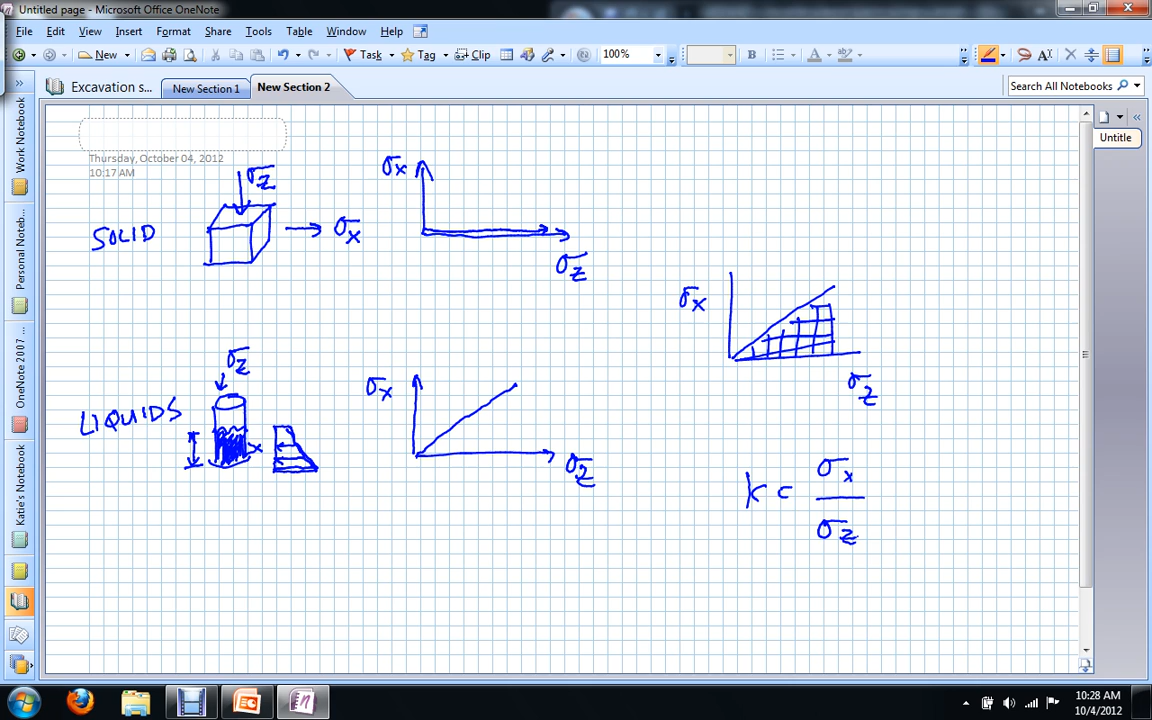 Untitled page - Microsoft Office OneNote
File Edit View Insert Format Share Tools Table Window Help
New Task Tag Clip 100% B A ab
Excavation s... New Section 1 New Section 2 Search All Notebooks
Untitle
Work Notebook
Personal Noteb...
OneNote 2007 ...
Katie's Notebook
Thursday, October 04, 2012
10:17 AM
SOLID
σz
σx
σx
σz
σx
σz
LIQUIDS
σz
x
σx
σz
k = σx
σz
10:28 AM
10/4/2012